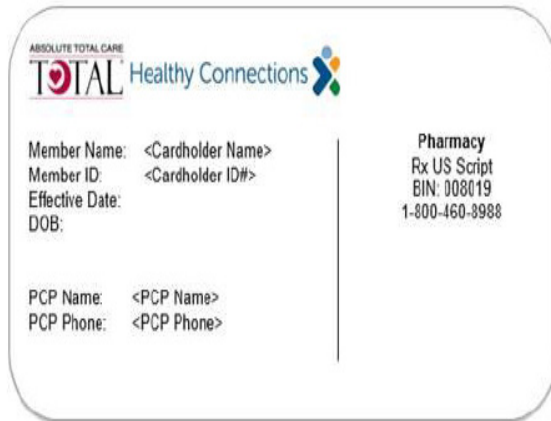 ABSOLUTE TOTAL CARE
TOTAL Healthy Connections
Member Name: <Cardholder Name>
Member ID: <Cardholder ID#>
Effective Date:
DOB:
PCP Name: <PCP Name>
PCP Phone: <PCP Phone>
Pharmacy
Rx US Script
BIN: 008019
1-800-460-8988